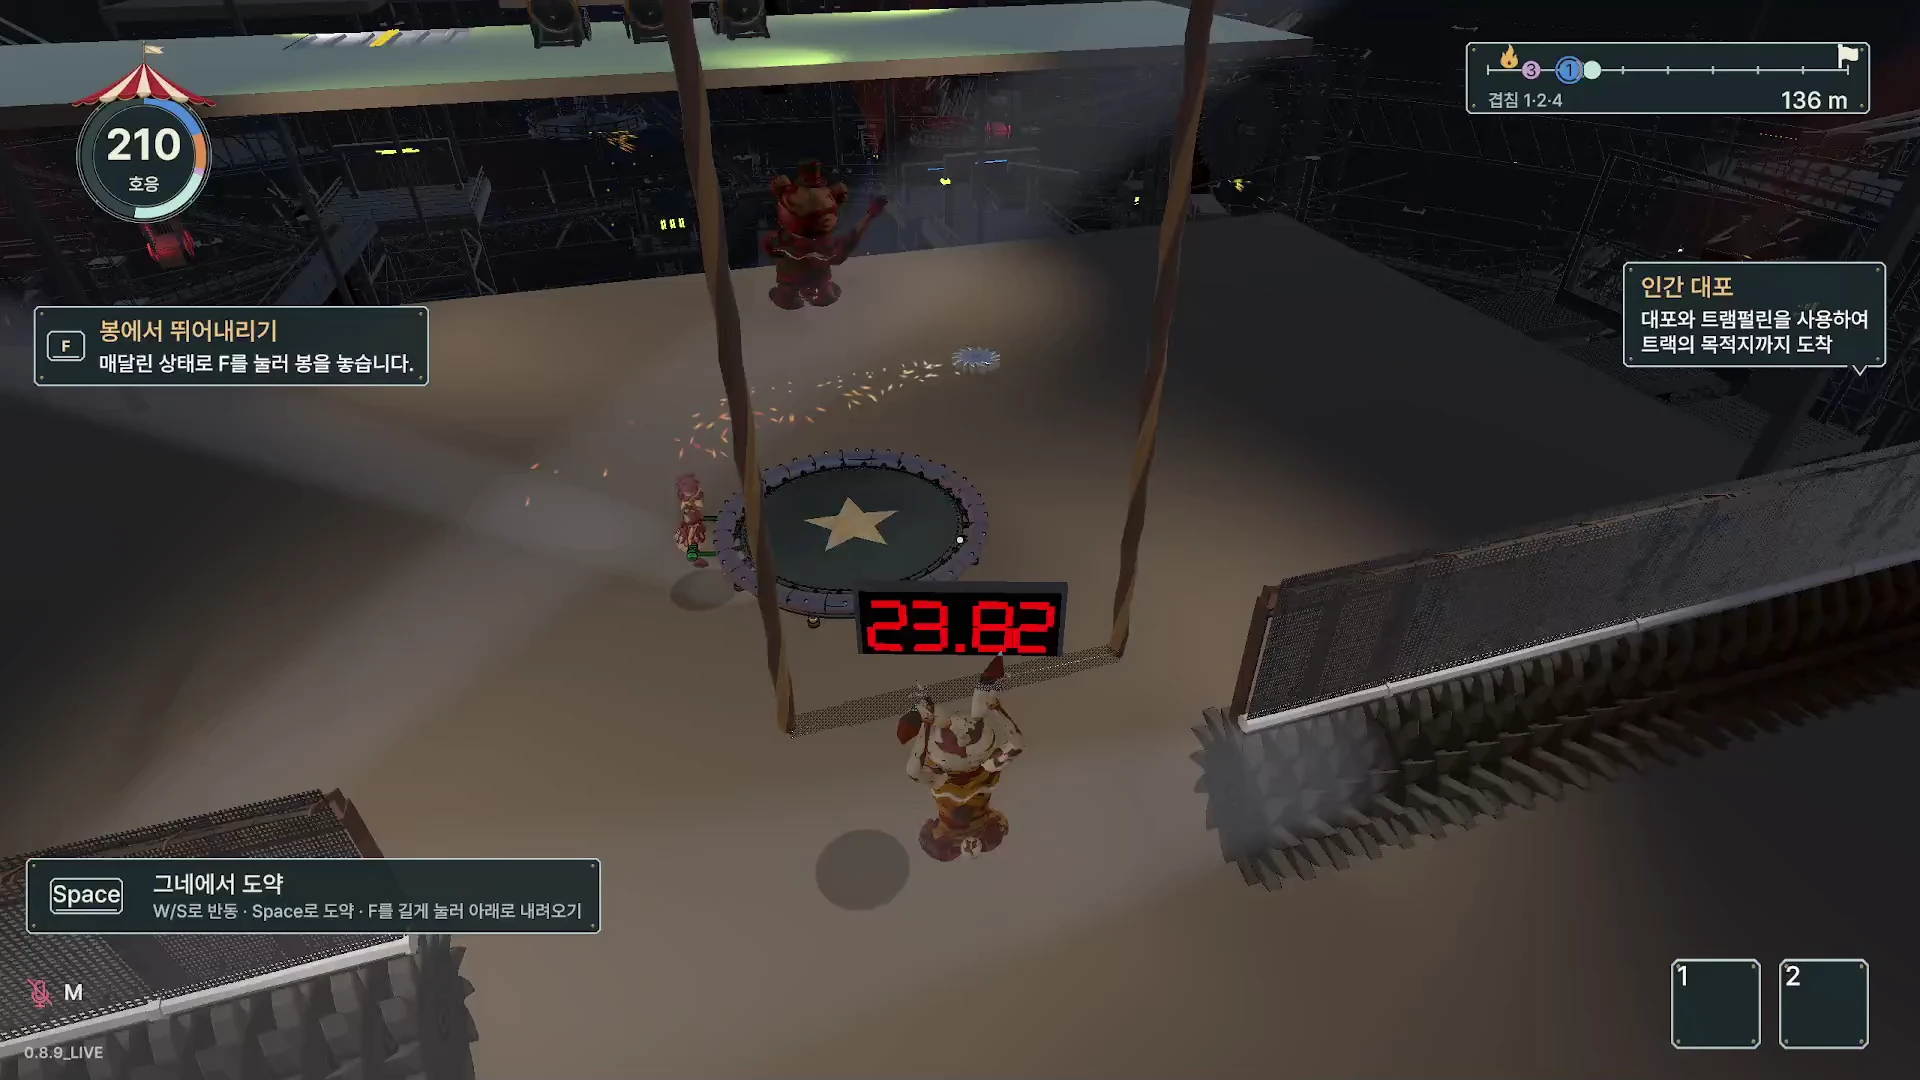 210
호응
3
1
겹침 1·2·4
136 m
인간 대포
대포와 트램펄린을 사용하여
트랙의 목적지까지 도착
F
봉에서 뛰어내리기
매달린 상태로 F를 눌러 봉을 놓습니다.
23.82
Space
그네에서 도약
W/S로 반동 · Space로 도약 · F를 길게 눌러 아래로 내려오기
M
0.8.9_LIVE
1
2